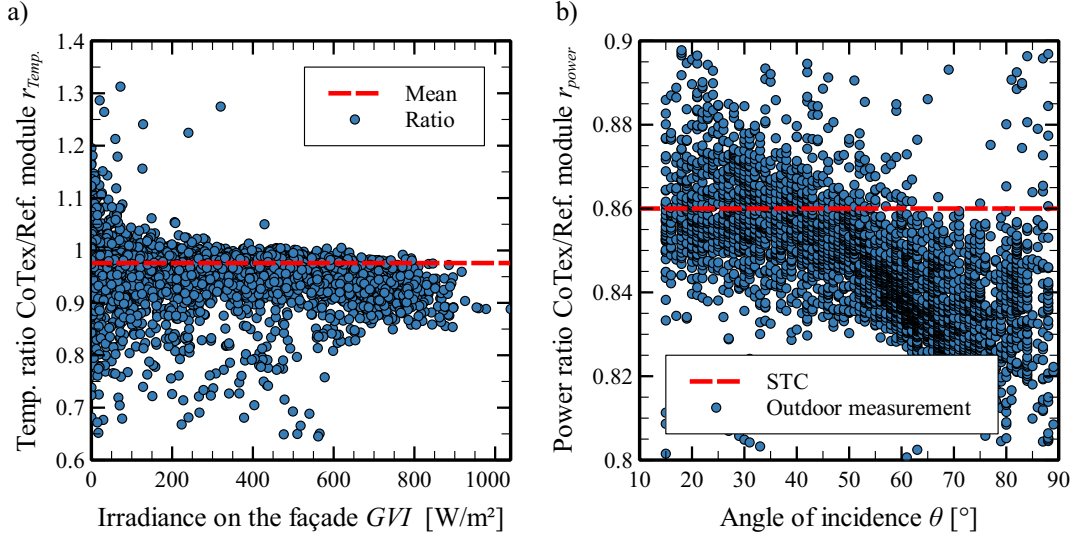 a)
Temp. ratio CoTex/Ref. module r_Temp.
1.4
1.3
1.2
1.1
1
0.9
0.8
0.7
0.6
Mean
Ratio
0 200 400 600 800 1000
Irradiance on the façade GVI [W/m²]
b)
Power ratio CoTex/Ref. module r_power
0.9
0.88
0.86
0.84
0.82
0.8
STC
Outdoor measurement
10 20 30 40 50 60 70 80 90
Angle of incidence θ [°]